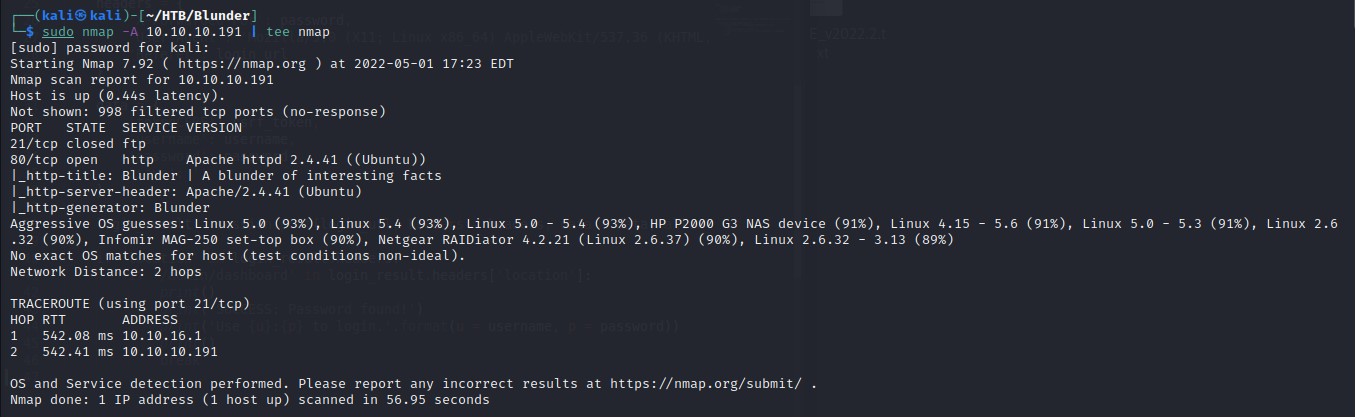 ┌──(kali㉿kali)-[~/HTB/Blunder]
└─$ sudo nmap -A 10.10.10.191 | tee nmap
[sudo] password for kali:
Starting Nmap 7.92 ( https://nmap.org ) at 2022-05-01 17:23 EDT
Nmap scan report for 10.10.10.191
Host is up (0.44s latency).
Not shown: 998 filtered tcp ports (no-response)
PORT   STATE  SERVICE VERSION
21/tcp closed ftp
80/tcp open   http    Apache httpd 2.4.41 ((Ubuntu))
|_http-title: Blunder | A blunder of interesting facts
|_http-server-header: Apache/2.4.41 (Ubuntu)
|_http-generator: Blunder
Aggressive OS guesses: Linux 5.0 (93%), Linux 5.4 (93%), Linux 5.0 - 5.4 (93%), HP P2000 G3 NAS device (91%), Linux 4.15 - 5.6 (91%), Linux 5.0 - 5.3 (91%), Linux 2.6
.32 (90%), Infomir MAG-250 set-top box (90%), Netgear RAIDiator 4.2.21 (Linux 2.6.37) (90%), Linux 2.6.32 - 3.13 (89%)
No exact OS matches for host (test conditions non-ideal).
Network Distance: 2 hops

TRACEROUTE (using port 21/tcp)
HOP RTT       ADDRESS
1   542.08 ms 10.10.16.1
2   542.41 ms 10.10.10.191

OS and Service detection performed. Please report any incorrect results at https://nmap.org/submit/ .
Nmap done: 1 IP address (1 host up) scanned in 56.95 seconds